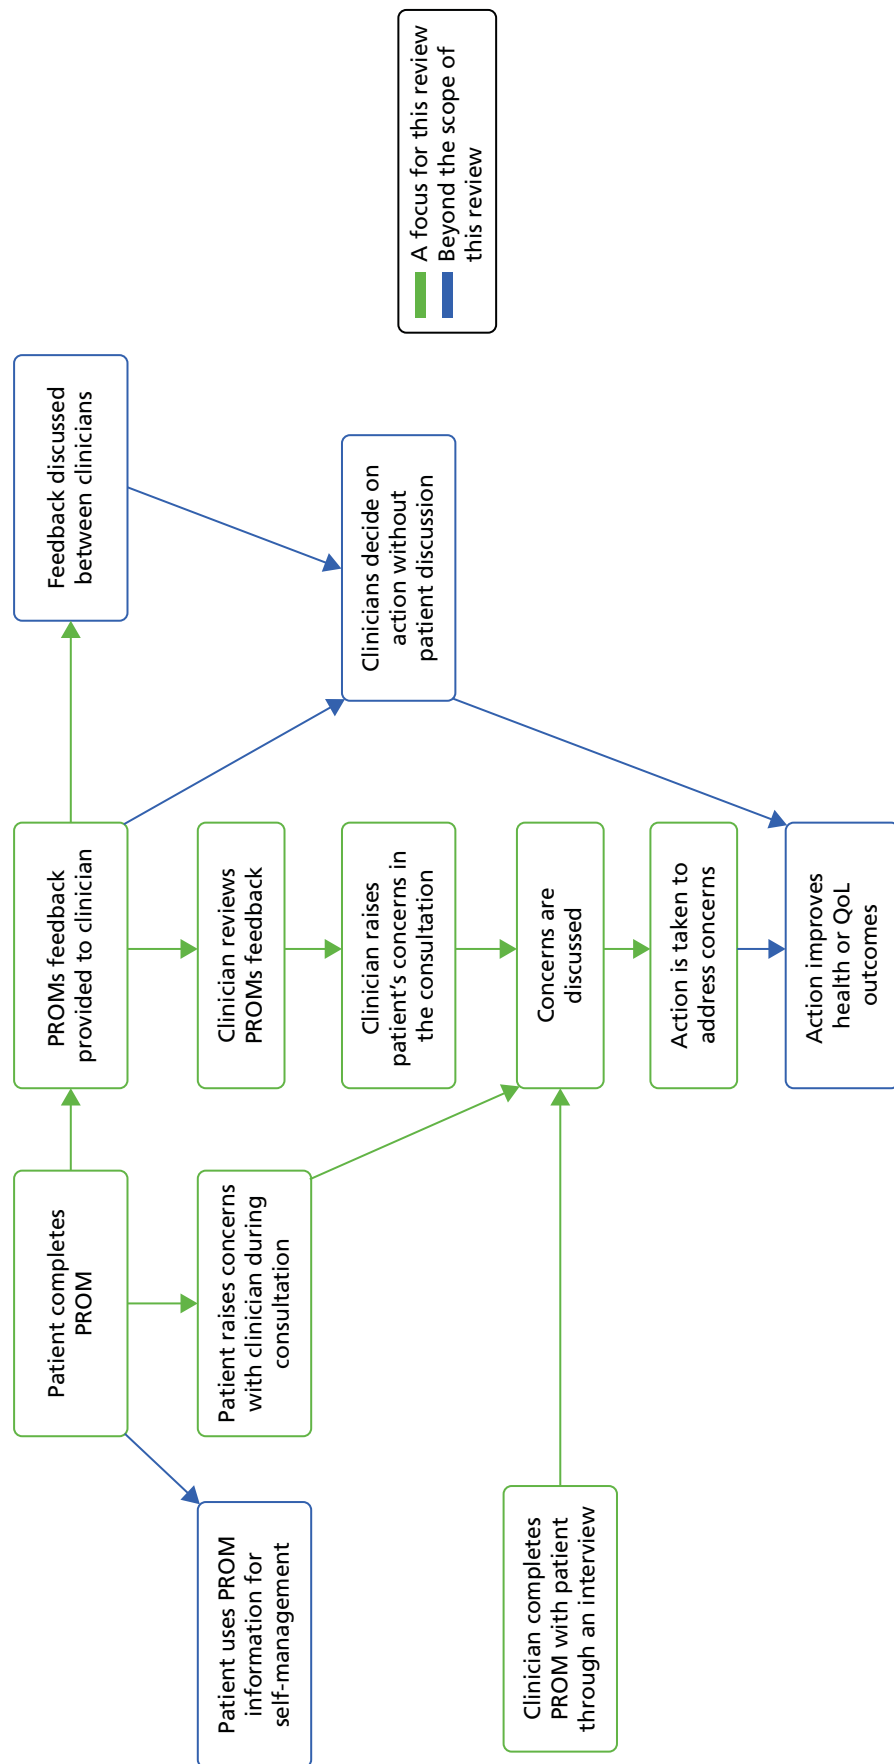 Patient completes
PROM
PROMs feedback
provided to clinician
Feedback discussed
between clinicians
Patient uses PROM
information for
self-management
Patient raises concerns
with clinician during
consultation
Clinician reviews
PROMs feedback
Clinician raises
patient’s concerns in
the consultation
Clinicians decide on
action without
patient discussion
Clinician completes
PROM with patient
through an interview
Concerns are
discussed
Action is taken to
address concerns
Action improves
health or QoL
outcomes
A focus for this review
Beyond the scope of
this review